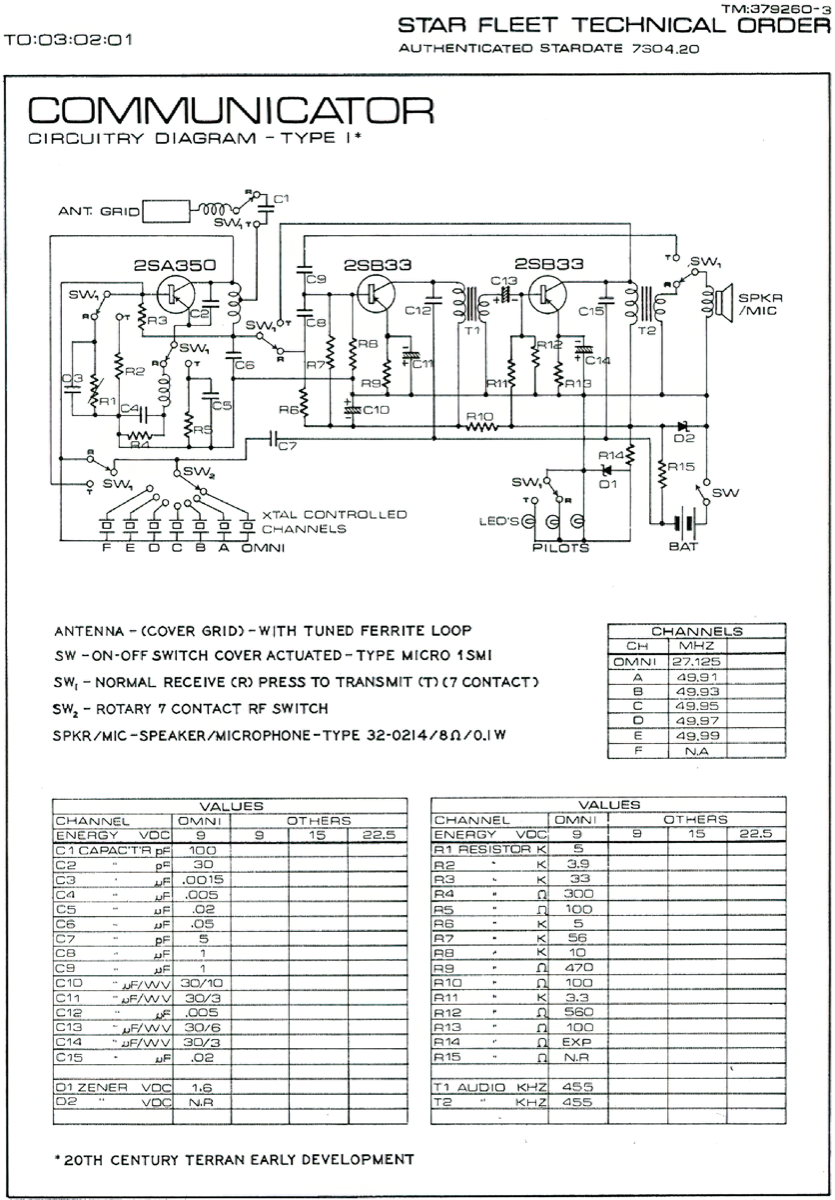 TM:379260-3
STAR FLEET TECHNICAL ORDER
TO:03:02:01
AUTHENTICATED STARDATE 7304.20
COMMUNICATOR
CIRCUITRY DIAGRAM - TYPE I*
ANT. GRID
R
C1
SW₁ T
2SA350
C9
2SB33
C13
2SB33
T
SW₁
R
SPKR
/MIC
SW₁
R
T
R3
C2
SW₁
T
R
C8
C12
T1
+ -
C15
T2
SW₁
C6
R7
R8
- +
C11
R12
- +
C14
C3
R1
R2
T
C4
R4
R5
C5
R6
R9
+ -
C10
R11
R13
R10
C7
D2
R
T
SW₁
SW₂
R14
D1
R15
SW₁
T
R
SW
XTAL CONTROLLED
CHANNELS
LED'S
F E D C B A OMNI
PILOTS
BAT
ANTENNA - (COVER GRID) - WITH TUNED FERRITE LOOP
SW - ON-OFF SWITCH COVER ACTUATED - TYPE MICRO 1SM1
SW₁ - NORMAL RECEIVE (R) PRESS TO TRANSMIT (T) (7 CONTACT)
SW₂ - ROTARY 7 CONTACT RF SWITCH
SPKR/MIC - SPEAKER/MICROPHONE - TYPE 32-0214/8Ω/0.1W
CHANNELS
CH MHZ
OMNI 27.125
A 49.91
B 49.93
C 49.95
D 49.97
E 49.99
F N.A
VALUES
CHANNEL OMNI OTHERS
ENERGY VDC 9 9 15 22.5
C1 CAPACT'R pF 100
C2 " pF 30
C3 " µF .0015
C4 " µF .005
C5 " µF .02
C6 " µF .05
C7 " pF 5
C8 " µF 1
C9 " µF 1
C10 " µF/WV 30/10
C11 " µF/WV 30/3
C12 " µF .005
C13 " µF/WV 30/6
C14 " µF/WV 30/3
C15 " µF .02
D1 ZENER VDC 1.6
D2 " VDC N.R
VALUES
CHANNEL OMNI OTHERS
ENERGY VDC 9 9 15 22.5
R1 RESISTOR K 5
R2 " K 3.9
R3 " K 33
R4 " Ω 300
R5 " Ω 100
R6 " K 5
R7 " K 56
R8 " K 10
R9 " Ω 470
R10 " Ω 100
R11 " K 3.3
R12 " Ω 560
R13 " Ω 100
R14 " Ω EXP
R15 " Ω N.R
T1 AUDIO KHZ 455
T2 " KHZ 455
*20TH CENTURY TERRAN EARLY DEVELOPMENT